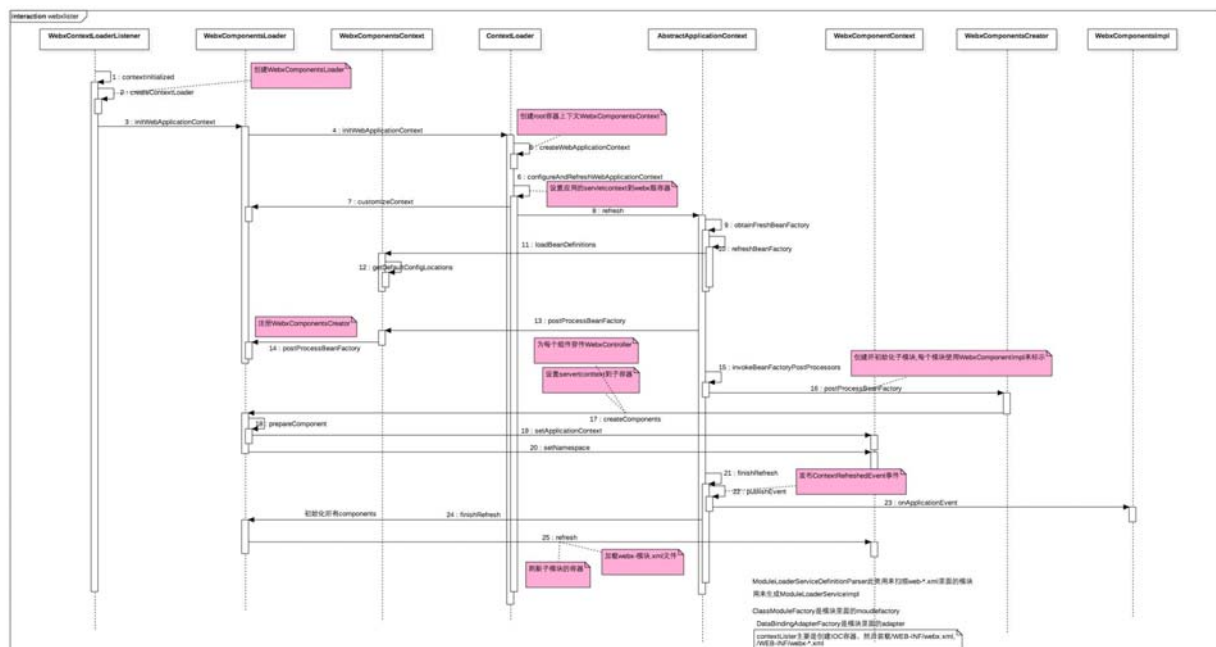 interaction webxlister
WebxContextLoaderListener
WebxComponentsLoader
WebxComponentsContext
ContextLoader
AbstractApplicationContext
WebxComponentContext
WebxComponentsCreator
WebxComponentsImpl
1 : contextInitialized
创建WebxComponentsLoader
2 : createContextLoader
3 : initWebApplicationContext
4 : initWebApplicationContext
创建root容器上下文WebxComponentsContext
5 : createWebApplicationContext
6 : configureAndRefreshWebApplicationContext
设置应用的servletcontext到webx根容器
7 : customizeContext
8 : refresh
9 : obtainFreshBeanFactory
10 : refreshBeanFactory
11 : loadBeanDefinitions
12 : getDefaultConfigLocations
13 : postProcessBeanFactory
注册WebxComponentsCreator
14 : postProcessBeanFactory
为每个组件穿件WebxController
创建并初始化子模块,每个模块使用WebxComponentImpl来标示
15 : invokeBeanFactoryPostProcessors
设置servertcontext到子容器
16 : postProcessBeanFactory
17 : createComponents
18 : prepareComponent
19 : setApplicationContext
20 : setNamespace
21 : finishRefresh
发布ContextRefreshedEvent事件
22 : publishEvent
23 : onApplicationEvent
初始化所有components
24 : finishRefresh
25 : refresh
加载webx-模块.xml文件
刷新子模块的容器
ModuleLoaderServiceDefinitionParser此类用来扫描web-*.xml里面的模块
用来生成ModuleLoaderServiceImpl
ClassModuleFactory是模块里面的moudlefactory
DataBindingAdapterFactory是模块里面的adapter
contextLister主要是创建IOC容器，然后装载/WEB-INF/webx.xml,
/WEB-INF/webx-*.xml